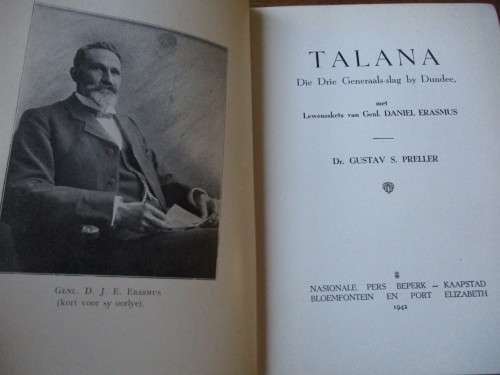 GENL. D. J. E. ERASMUS
(kort voor sy oorlye).
TALANA
Die Drie Generaals-slag by Dundee,
met
Lewensskets van Genl. DANIEL ERASMUS
Dr. GUSTAV S. PRELLER
NASIONALE PERS BEPERK — KAAPSTAD
BLOEMFONTEIN EN PORT ELIZABETH
1942